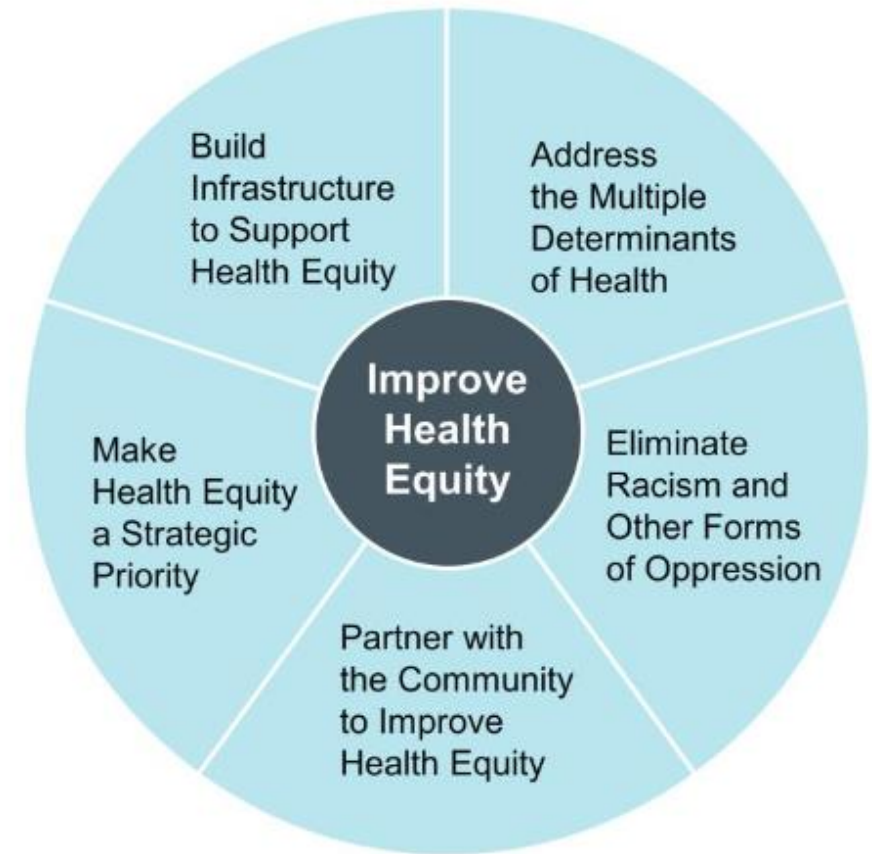 Build
Infrastructure
to Support
Health Equity
Address
the Multiple
Determinants
of Health
Improve
Health
Equity
Make
Health Equity
a Strategic
Priority
Eliminate
Racism and
Other Forms
of Oppression
Partner with
the Community
to Improve
Health Equity